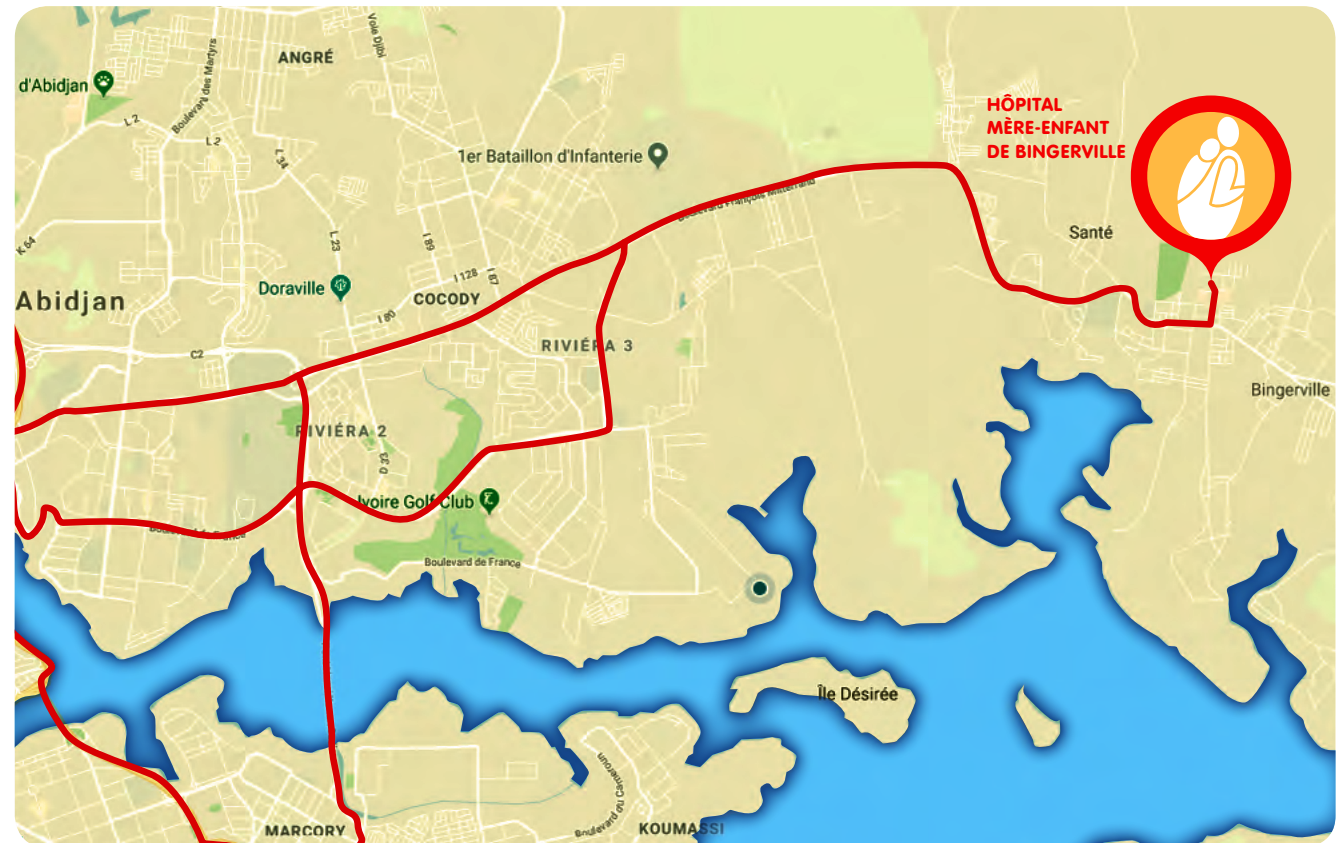 ANGRÉ
Voie Djibi
Boulevard des Martyrs
d'Abidjan
L 2
L 2
L 34
1er Bataillon d'Infanterie
HÔPITAL
MÈRE-ENFANT
DE BINGERVILLE
Boulevard François Mitterrand
Santé
K 64
L 23
I 89
I 87
I 128
Doraville
COCODY
Abidjan
I 80
C2
RIVIÉRA 3
Bingerville
RIVIÉRA 2
D 33
Ivoire Golf Club
Boulevard de France
Boulevard de France
Île Désirée
Boulevard du Cameroun
MARCORY
KOUMASSI